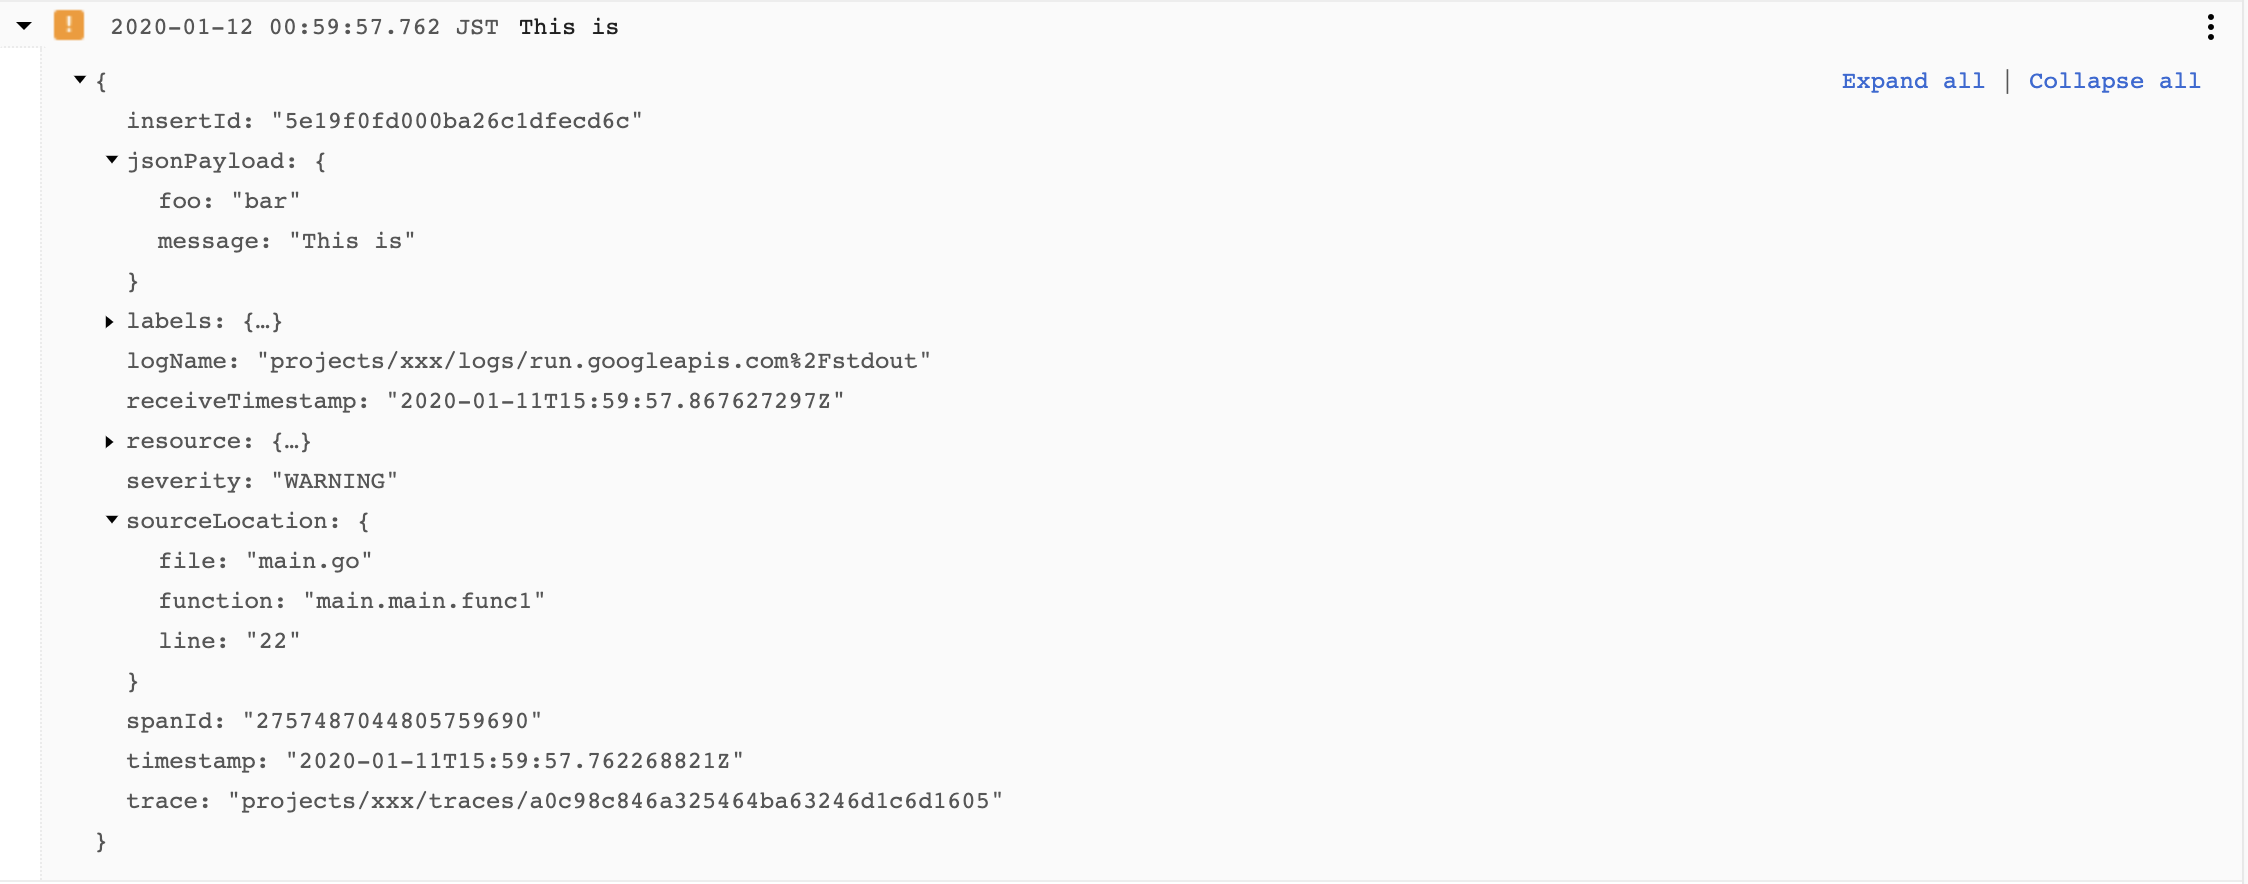 ! 2020-01-12 00:59:57.762 JST This is
{ Expand all | Collapse all
insertId: "5e19f0fd000ba26c1dfecd6c"
jsonPayload: {
foo: "bar"
message: "This is"
}
labels: {…}
logName: "projects/xxx/logs/run.googleapis.com%2Fstdout"
receiveTimestamp: "2020-01-11T15:59:57.867627297Z"
resource: {…}
severity: "WARNING"
sourceLocation: {
file: "main.go"
function: "main.main.func1"
line: "22"
}
spanId: "2757487044805759690"
timestamp: "2020-01-11T15:59:57.762268821Z"
trace: "projects/xxx/traces/a0c98c846a325464ba63246d1c6d1605"
}